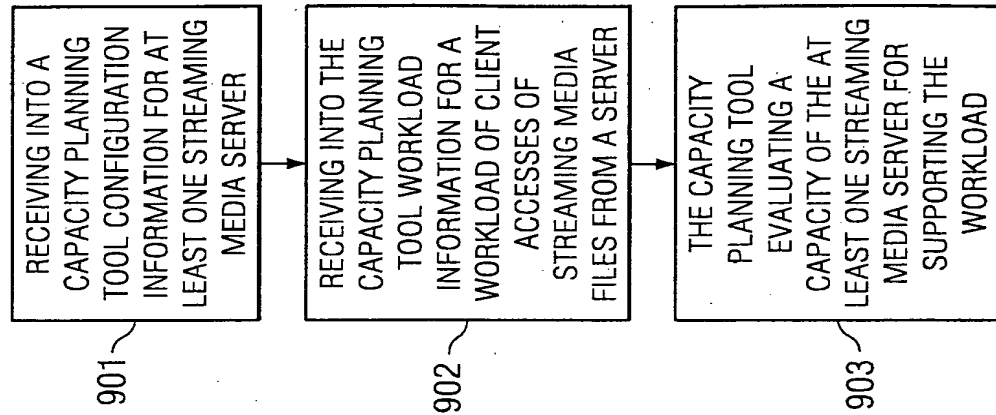 RECEIVING INTO A
CAPACITY PLANNING
TOOL CONFIGURATION
INFORMATION FOR AT
LEAST ONE STREAMING
MEDIA SERVER
901
RECEIVING INTO THE
CAPACITY PLANNING
TOOL WORKLOAD
INFORMATION FOR A
WORKLOAD OF CLIENT
ACCESSES OF
STREAMING MEDIA
FILES FROM A SERVER
902
THE CAPACITY
PLANNING TOOL
EVALUATING A
CAPACITY OF THE AT
LEAST ONE STREAMING
MEDIA SERVER FOR
SUPPORTING THE
WORKLOAD
903